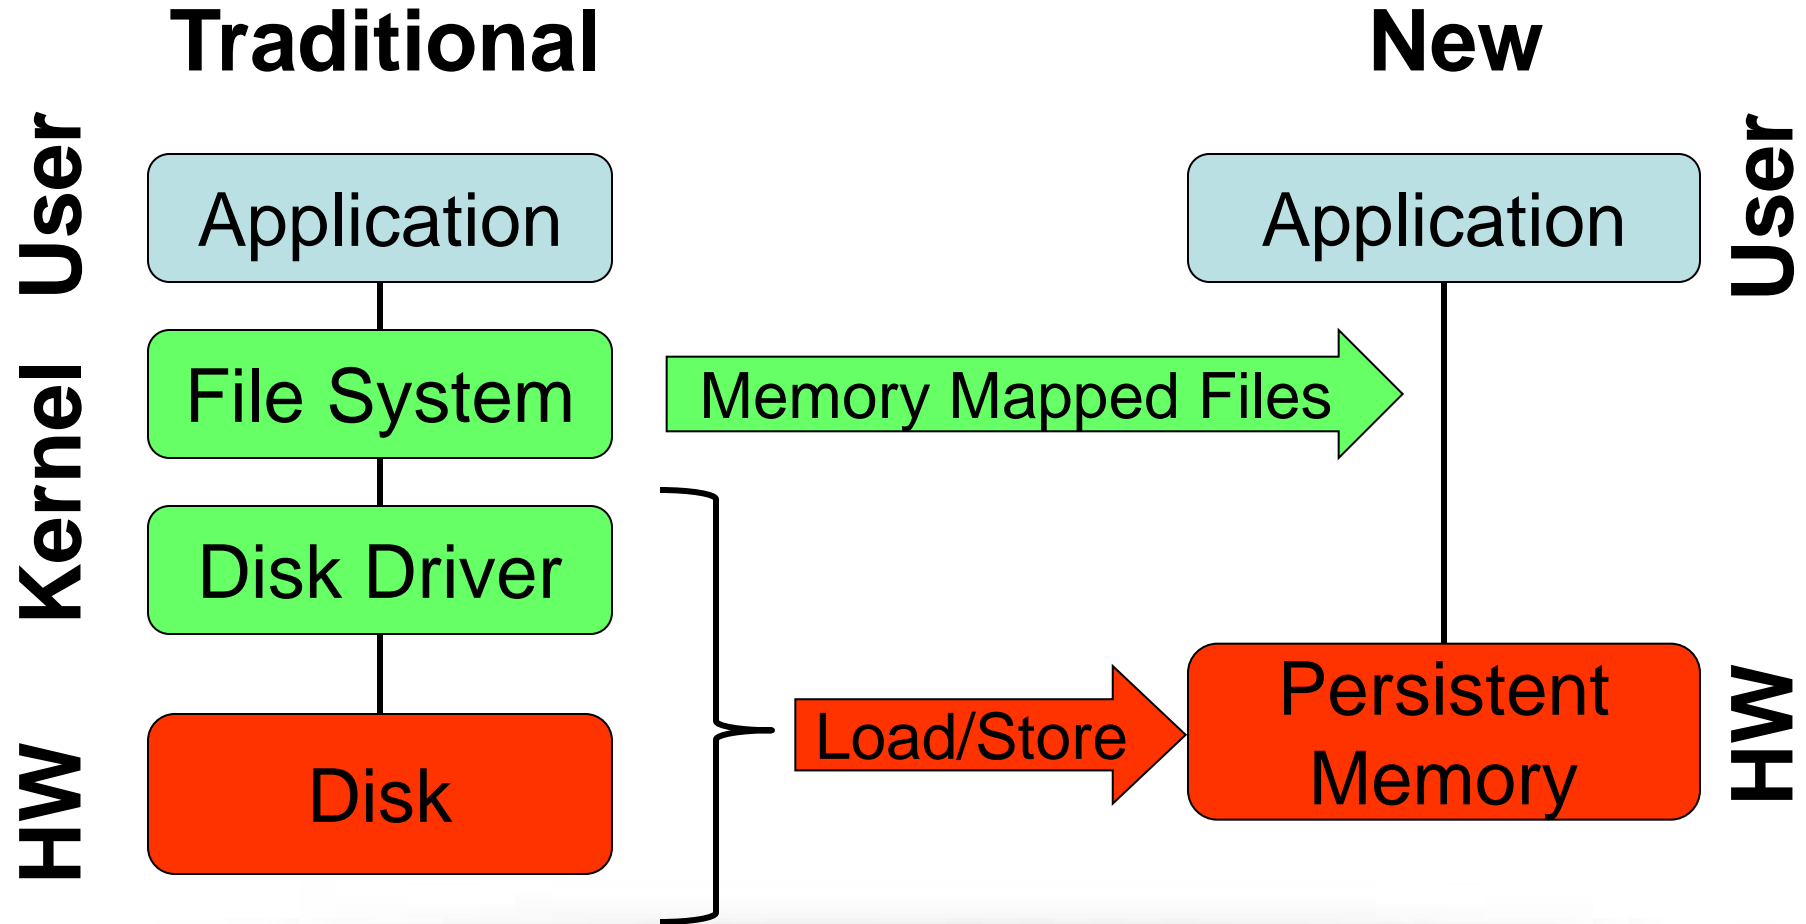 Traditional
New
User
Application
Application
User
Kernel
File System
Memory Mapped Files
Disk Driver
HW
Disk
Load/Store
Persistent
Memory
HW